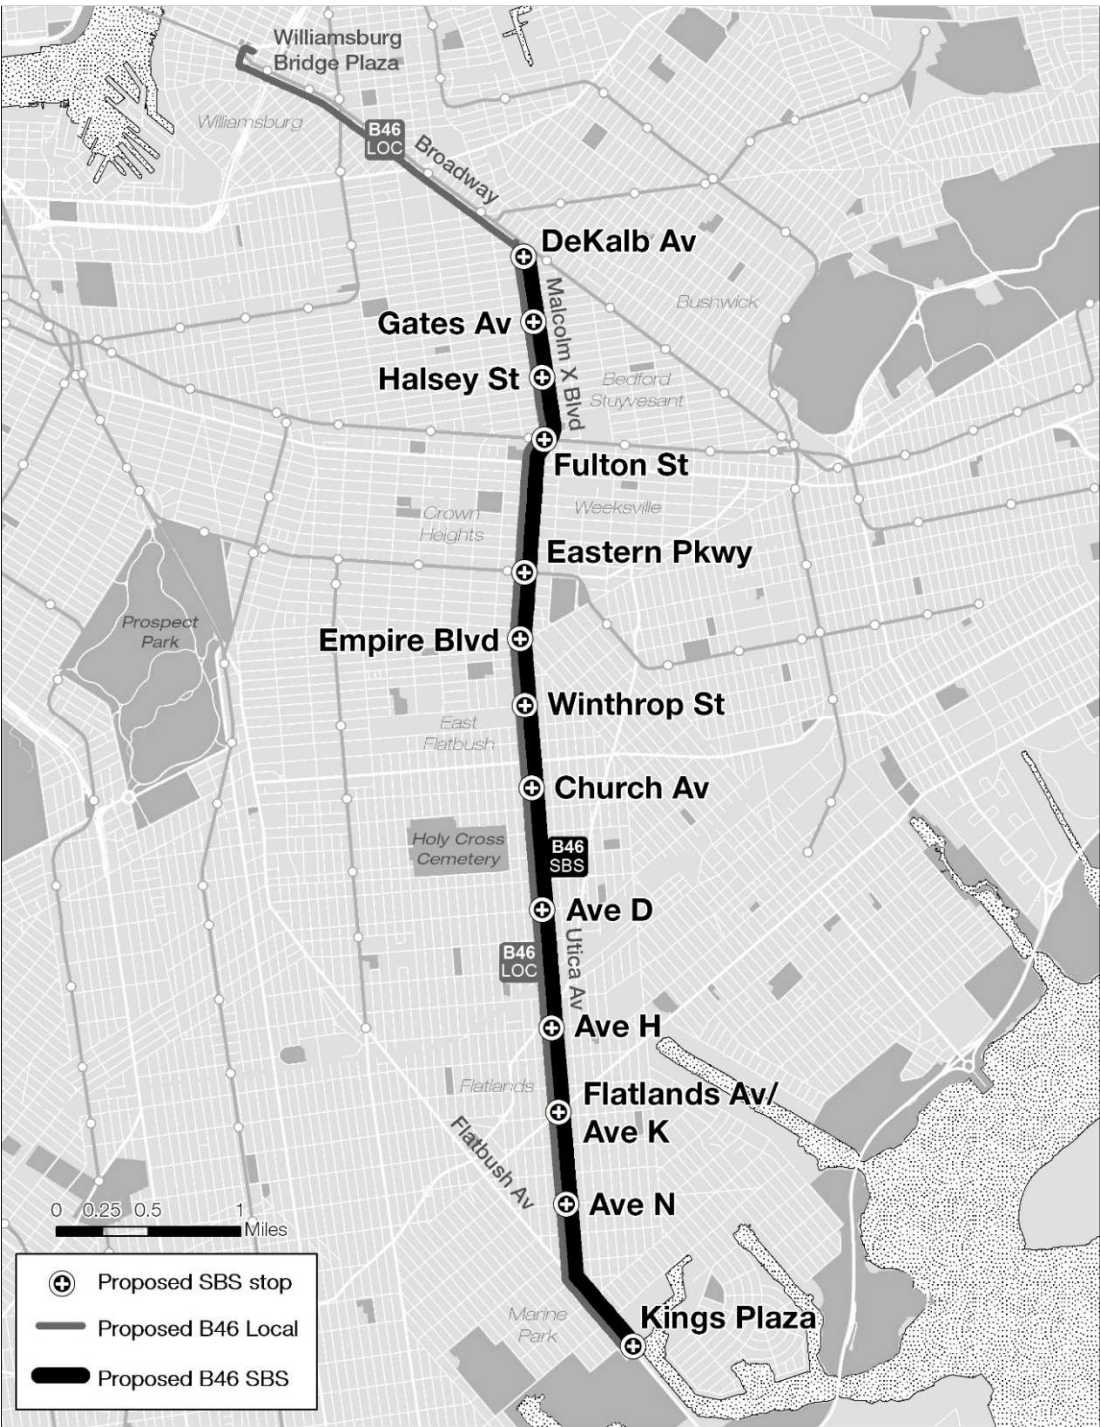 Williamsburg
Bridge Plaza
Williamsburg
B46
LOC
Broadway
DeKalb Av
Malcolm X Blvd
Bushwick
Gates Av
Halsey St
Bedford
Stuyvesant
Fulton St
Crown
Heights
Weeksville
Eastern Pkwy
Prospect
Park
Empire Blvd
Winthrop St
East
Flatbush
Church Av
Holy Cross
Cemetery
B46
SBS
Ave D
B46
LOC
Utica Av
Ave H
Flatlands
Flatlands Av/
Ave K
Flatbush Av
Ave N
0 0.25 0.5 1
Miles
Proposed SBS stop
Proposed B46 Local
Proposed B46 SBS
Marine
Park
Kings Plaza